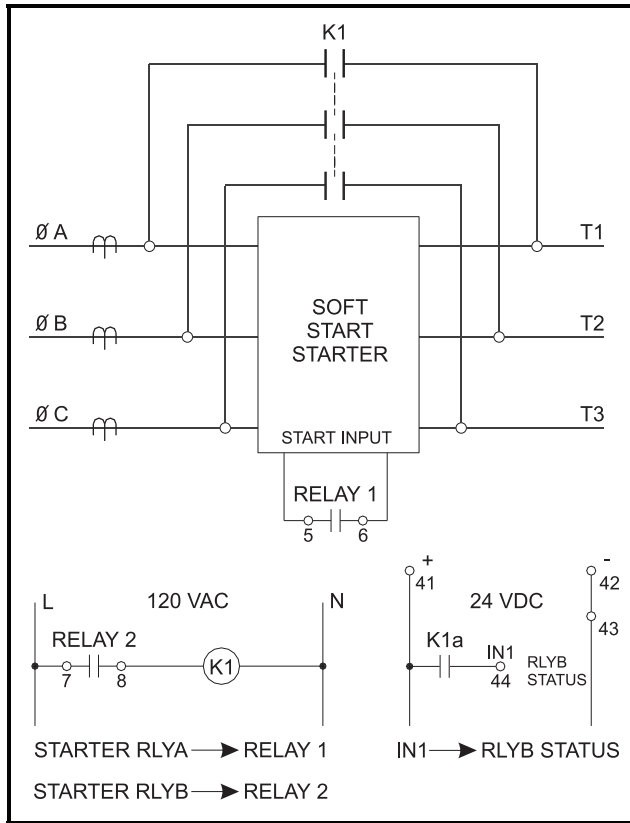 K1
Ø A
T1
SOFT
START
STARTER
Ø B
T2
Ø C
T3
START INPUT
RELAY 1
5 6
L 120 VAC N
RELAY 2
7 8
K1
+
41
-
42
24 VDC
43
K1a
IN1
44
RLYB
STATUS
STARTER RLYA → RELAY 1
IN1 → RLYB STATUS
STARTER RLYB → RELAY 2